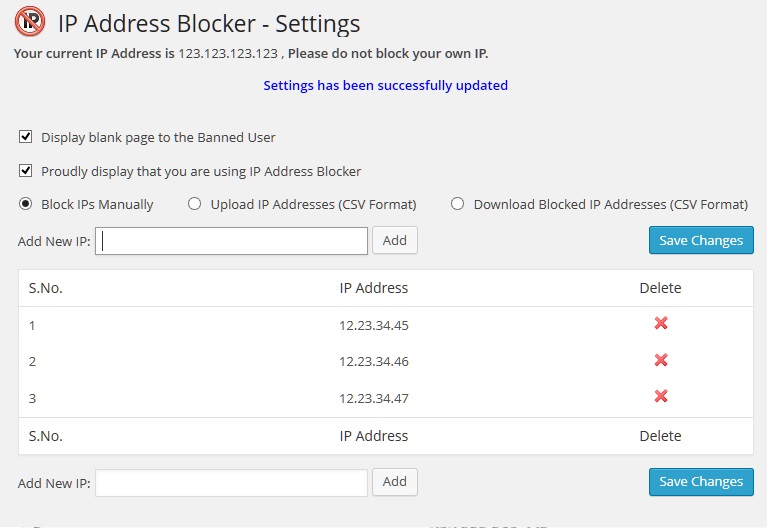 IP Address Blocker - Settings
Your current IP Address is 123.123.123.123 , Please do not block your own IP.
Settings has been successfully updated
Display blank page to the Banned User
Proudly display that you are using IP Address Blocker
Block IPs Manually Upload IP Addresses (CSV Format) Download Blocked IP Addresses (CSV Format)
Add New IP: Add Save Changes
S.No. IP Address Delete
1 12.23.34.45
2 12.23.34.46
3 12.23.34.47
S.No. IP Address Delete
Add New IP: Add Save Changes